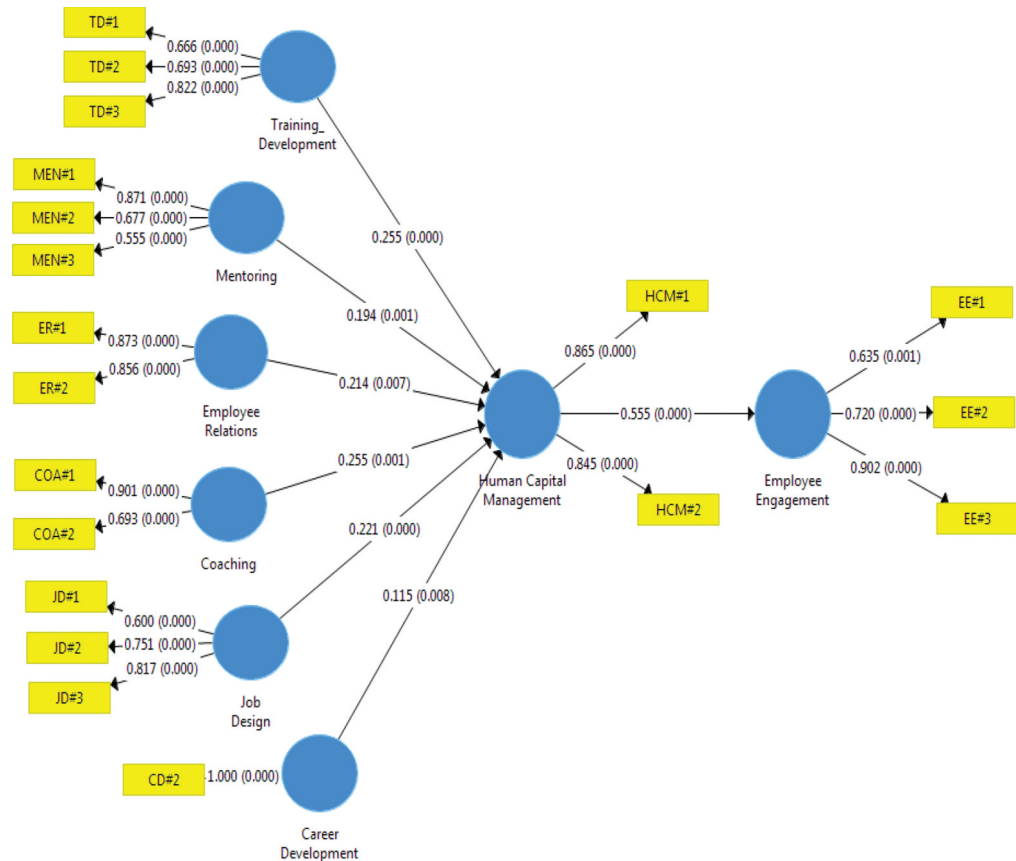 TD#1
0.666 (0.000)
TD#2
0.693 (0.000)
TD#3
0.822 (0.000)
Training_
Development
MEN#1
0.871 (0.000)
MEN#2
0.677 (0.000)
MEN#3
0.555 (0.000)
Mentoring
ER#1
0.873 (0.000)
ER#2
0.856 (0.000)
Employee
Relations
COA#1
0.901 (0.000)
COA#2
0.693 (0.000)
Coaching
JD#1
0.600 (0.000)
JD#2
0.751 (0.000)
JD#3
0.817 (0.000)
Job
Design
CD#2
1.000 (0.000)
Career
Development
0.255 (0.000)
0.194 (0.001)
0.214 (0.007)
0.255 (0.001)
0.221 (0.000)
0.115 (0.008)
HCM#1
0.865 (0.000)
0.845 (0.000)
HCM#2
Human Capital
Management
0.555 (0.000)
EE#1
0.635 (0.001)
EE#2
0.720 (0.000)
0.902 (0.000)
EE#3
Employee
Engagement